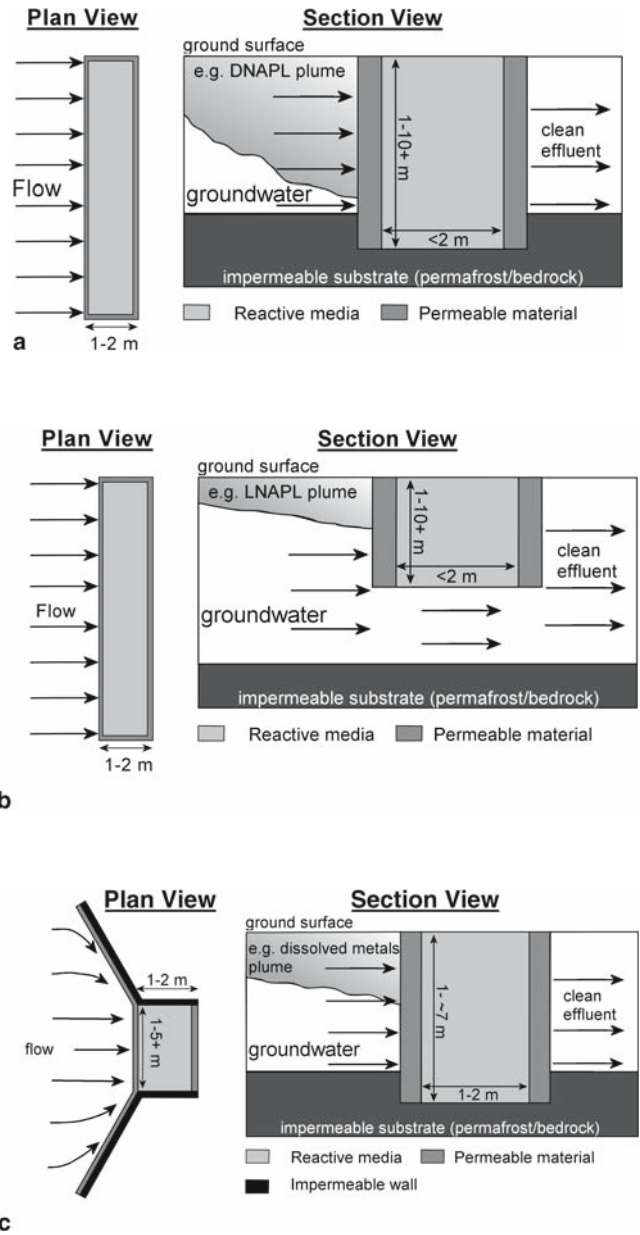 Plan View
Section View
ground surface
e.g. DNAPL plume
1-10+ m
clean
effluent
Flow
groundwater
<2 m
impermeable substrate (permafrost/bedrock)
Reactive media
Permeable material
1-2 m
a
Plan View
Section View
ground surface
e.g. LNAPL plume
1-10+ m
clean
effluent
<2 m
Flow
groundwater
impermeable substrate (permafrost/bedrock)
Reactive media
Permeable material
1-2 m
b
Plan View
Section View
ground surface
e.g. dissolved metals
plume
1-2 m
1-5+ m
1- ~7 m
clean
effluent
flow
groundwater
1-2 m
impermeable substrate (permafrost/bedrock)
Reactive media
Permeable material
Impermeable wall
c